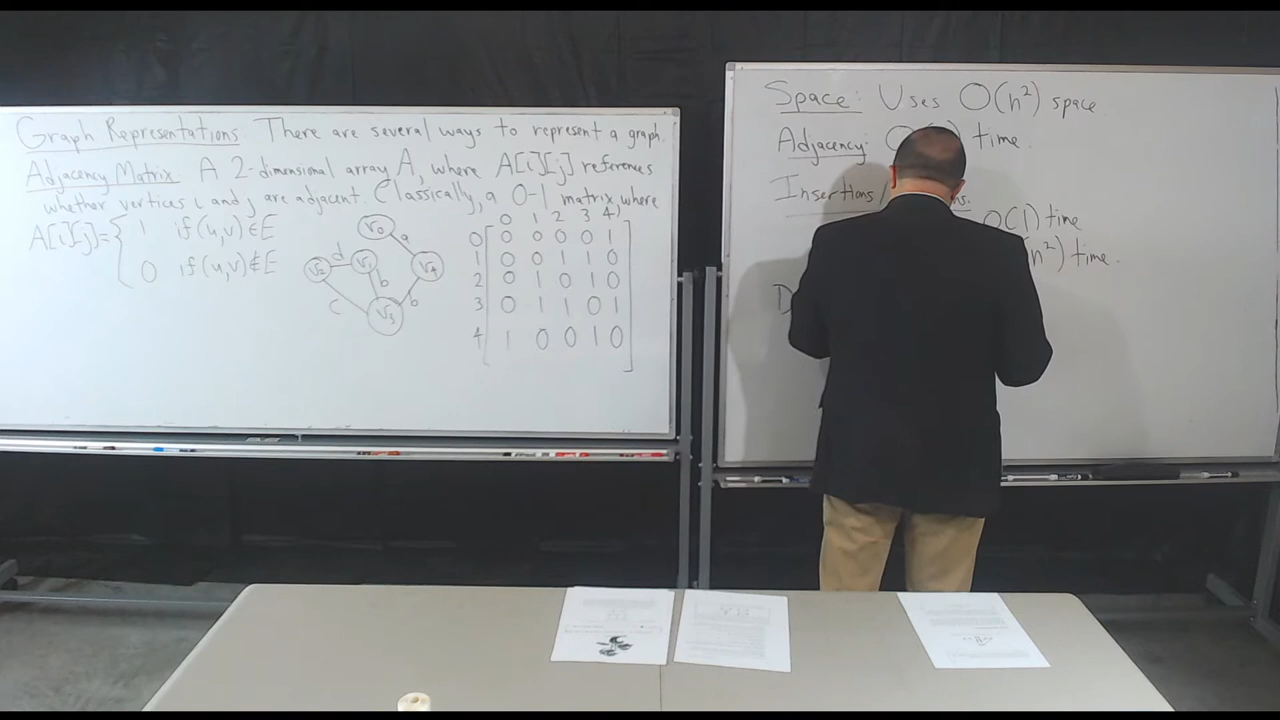 Graph Representations There are several ways to represent a graph.
Adjacency Matrix A 2-dimensional array A, where A[i][j] references
whether vertices i and j are adjacent. Classically, a 0-1 matrix, where
A[i][j]= { 1 if (u,v)∈E
0 if (u,v)∉E
V0
a
V2 d V1 V4
b b
c
V3
0 1 2 3 4
0 0 0 0 0 1
1 0 0 1 1 0
2 0 1 0 1 0
3 0 1 1 0 1
4 1 0 0 1 0
Space: Uses O(n²) space
Adjacency: time.
Insertions/
O(1) time
n²) time.